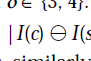 ∈ {3, 4}.
| I(c) ⊖ I(s
similarly